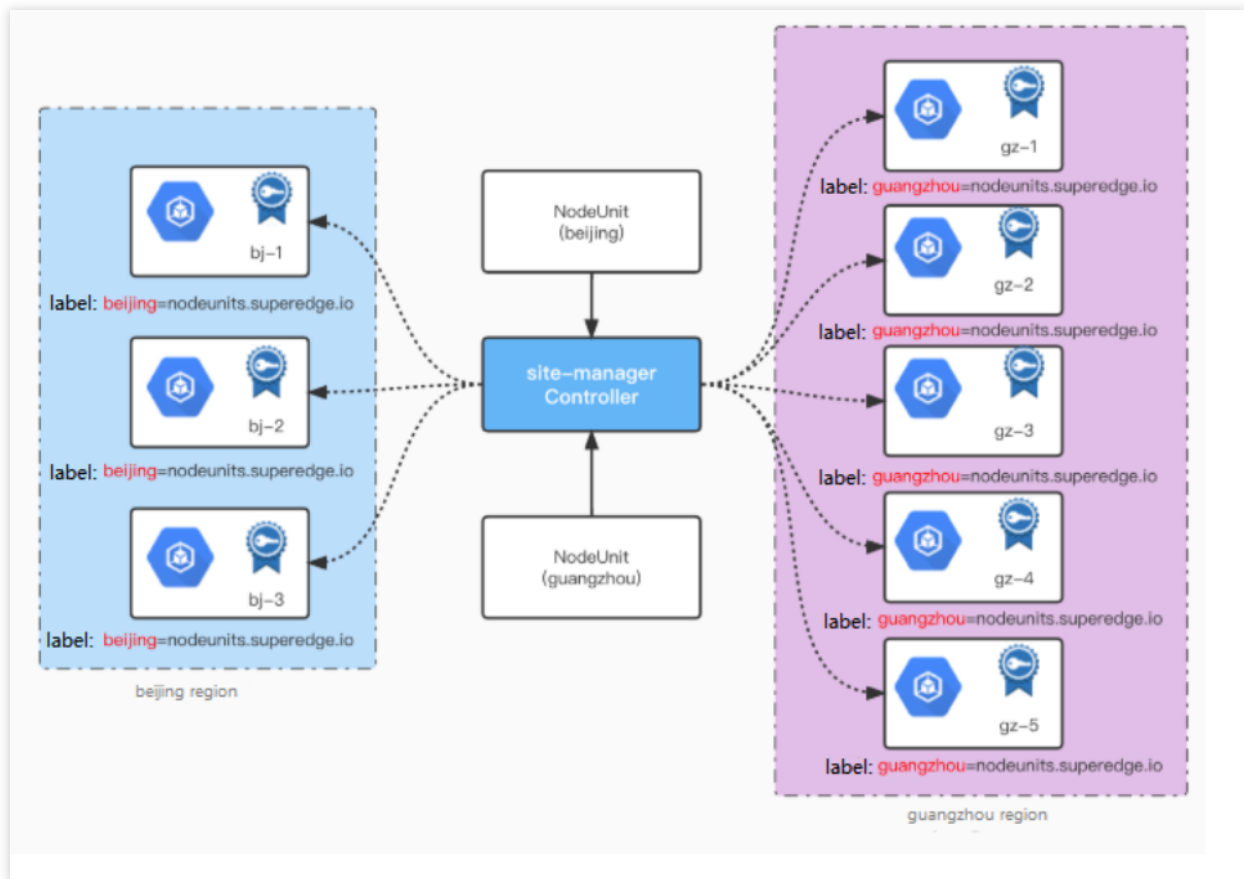 bj-1
label: beijing=nodeunits.superedge.io
bj-2
label: beijing=nodeunits.superedge.io
bj-3
label: beijing=nodeunits.superedge.io
beijing region
NodeUnit
(beijing)
site-manager
Controller
NodeUnit
(guangzhou)
gz-1
label: guangzhou=nodeunits.superedge.io
gz-2
label: guangzhou=nodeunits.superedge.io
gz-3
label: guangzhou=nodeunits.superedge.io
gz-4
label: guangzhou=nodeunits.superedge.io
gz-5
label: guangzhou=nodeunits.superedge.io
guangzhou region